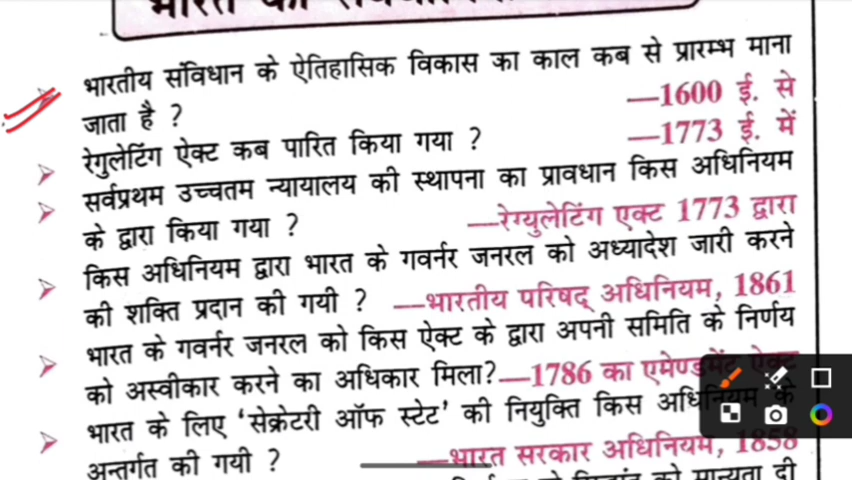 भारतीय संविधान के ऐतिहासिक विकास का काल कब से प्रारम्भ माना
जाता है ? —1600 ई. से
रेगुलेटिंग ऐक्ट कब पारित किया गया ? —1773 ई. में
सर्वप्रथम उच्चतम न्यायालय की स्थापना का प्रावधान किस अधिनियम
के द्वारा किया गया ? —रेग्युलेटिंग एक्ट 1773 द्वारा
किस अधिनियम द्वारा भारत के गवर्नर जनरल को अध्यादेश जारी करने
की शक्ति प्रदान की गयी ? —भारतीय परिषद् अधिनियम, 1861
भारत के गवर्नर जनरल को किस ऐक्ट के द्वारा अपनी समिति के निर्णय
को अस्वीकार करने का अधिकार मिला? —1786 का एमेण्डमेंट ऐक्ट
भारत के लिए ‘सेक्रेटरी ऑफ स्टेट’ की नियुक्ति किस अधिनियम के
अन्तर्गत की गयी ? —भारत सरकार अधिनियम, 1858
को मान्यता दी